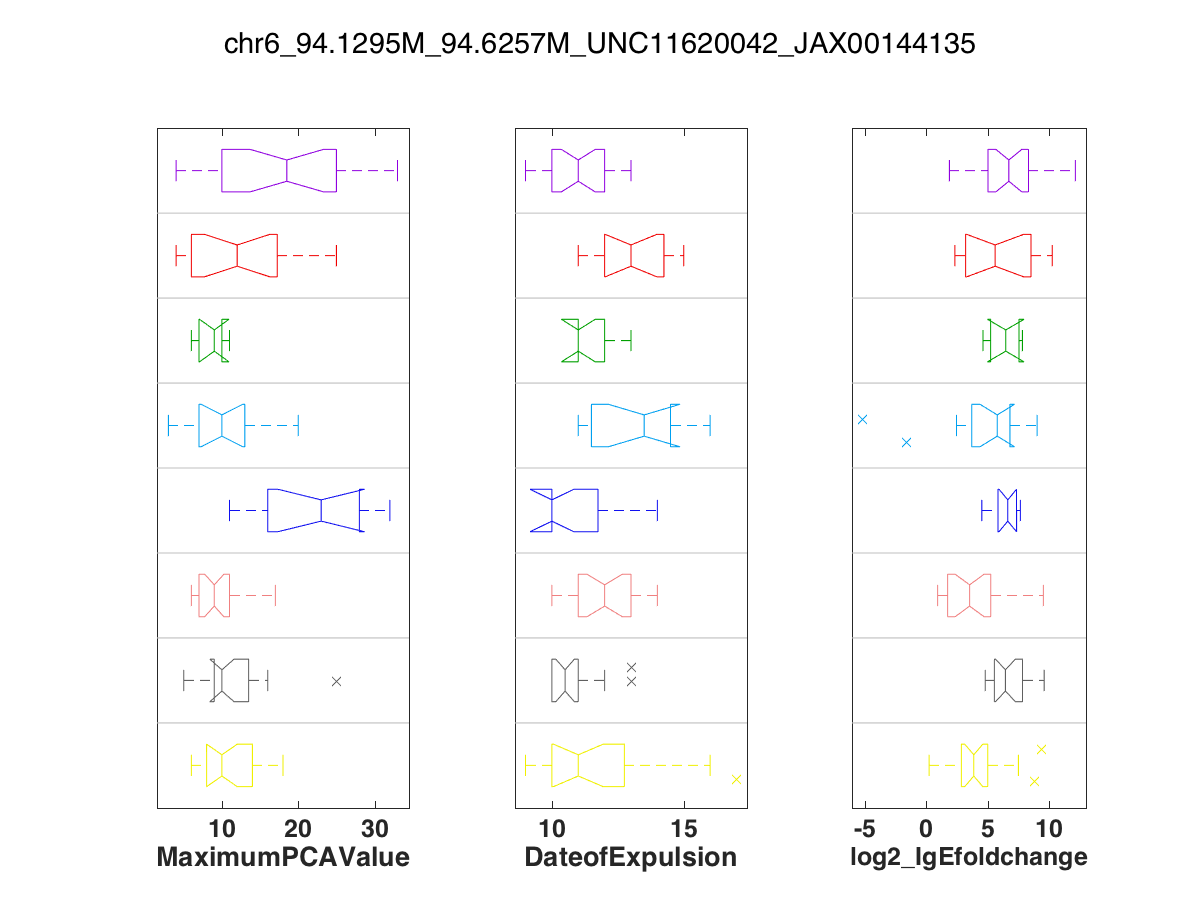 chr6_94.1295M_94.6257M_UNC11620042_JAX00144135
10 20 30
MaximumPCAValue
10 15
DateofExpulsion
-5 0 5 10
log2_IgEfoldchange